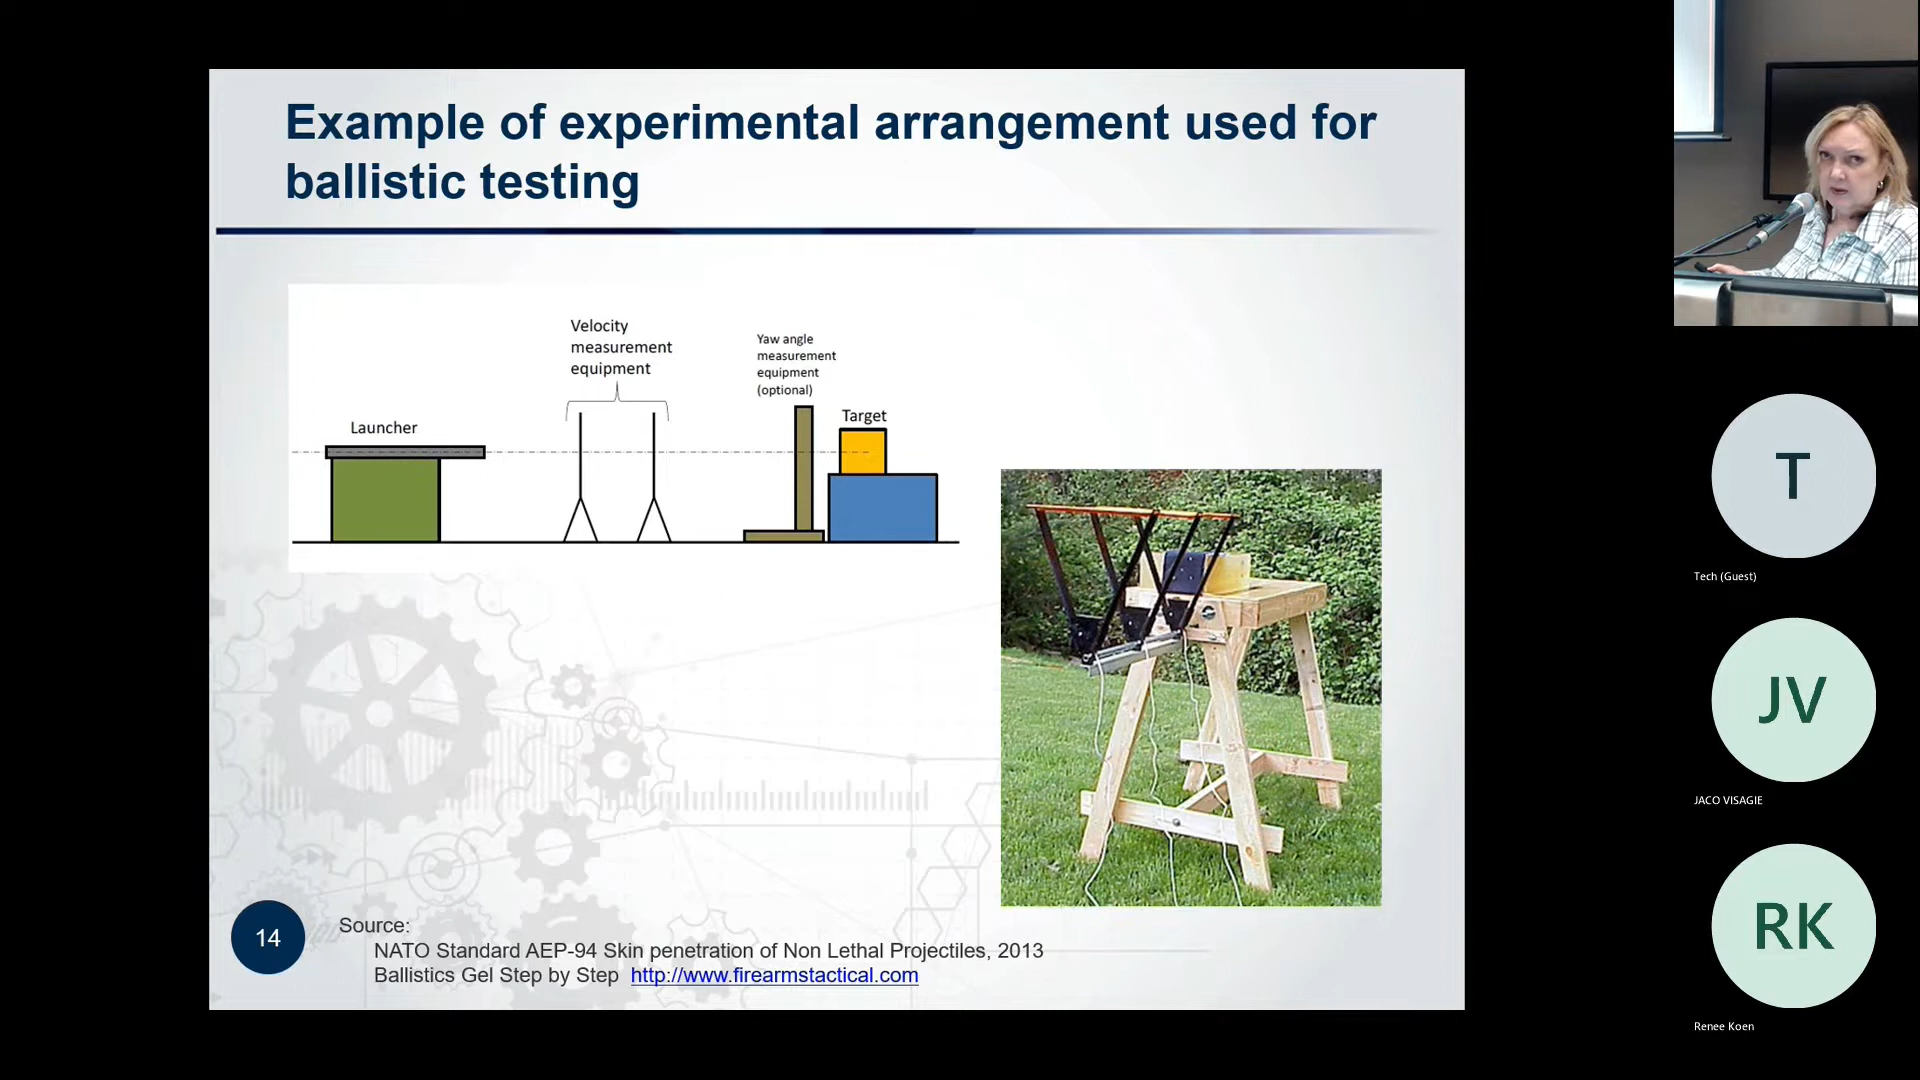 Example of experimental arrangement used for
ballistic testing
Velocity
measurement
equipment
Yaw angle
measurement
equipment
(optional)
Launcher
Target
14
Source:
NATO Standard AEP-94 Skin penetration of Non Lethal Projectiles, 2013
Ballistics Gel Step by Step http://www.firearmstactical.com
T
Tech (Guest)
JV
JACO VISAGIE
RK
Renee Koen